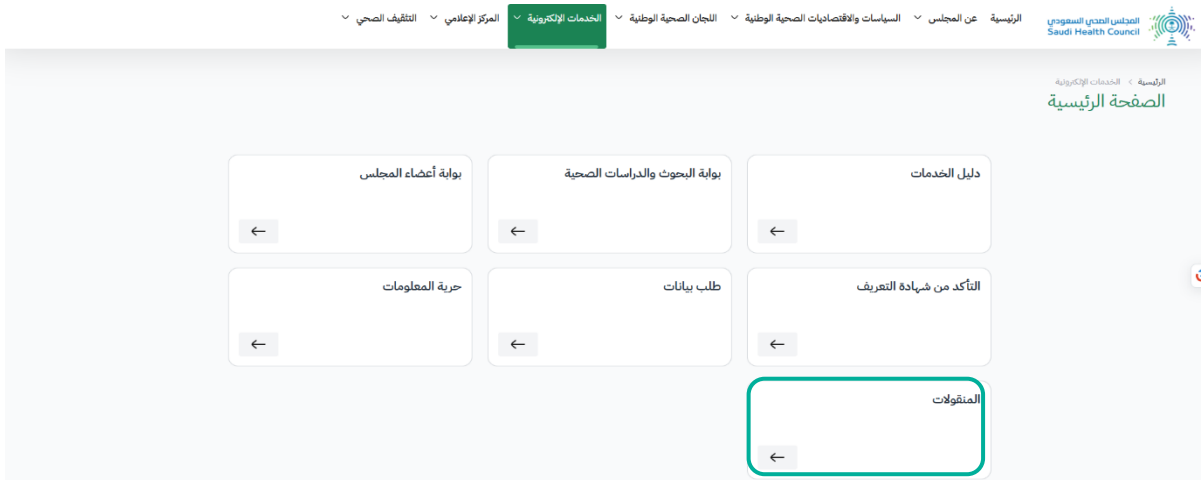 المجلس الصحي السعودي
Saudi Health Council
الرئيسية
عن المجلس
السياسات والاقتصاديات الصحية الوطنية
اللجان الصحية الوطنية
الخدمات الإلكترونية
المركز الإعلامي
التثقيف الصحي
الرئيسية > الخدمات الإلكترونية
الصفحة الرئيسية
دليل الخدمات
بوابة البحوث والدراسات الصحية
بوابة أعضاء المجلس
التأكد من شهادة التعريف
طلب بيانات
حرية المعلومات
المنقولات